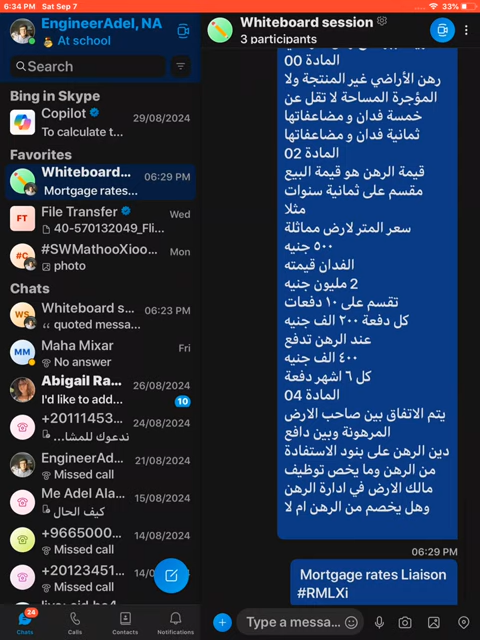 6:34 PM Sat Sep 7
33%
EngineerAdel, NA
At school
Search
Bing in Skype
Copilot
29/08/2024
To calculate t...
Favorites
Whiteboard...
06:29 PM
Mortgage rates...
FT
File Transfer
Wed
40-570132049_Fli...
#C
#SWMathooXioo...
Mon
photo
Chats
WS
Whiteboard s...
06:23 PM
quoted messa...
MM
Maha Mixar
Fri
No answer
Abigail Ra...
26/08/2024
I'd like to add...
10
+20111453...
24/08/2024
ندعوك للمشا...
EngineerAd...
21/08/2024
Missed call
Me Adel Ala...
15/08/2024
كيف الحال
+9665000...
14/08/2024
Missed call
+20123451...
Missed call
24
Chats
Calls
Contacts
Notifications
Whiteboard session
3 participants
المادة 00
رهن الأراضي غير المنتجة ولا
المؤجرة المساحة لا تقل عن
خمسة فدان و مضاعفاتها
ثمانية فدان و مضاعفاتها
المادة 02
قيمة الرهن هو قيمة البيع
مقسم على ثمانية سنوات
مثلا
سعر المتر لارض مماثلة
٥٠٠ جنيه
الفدان قيمته
2 مليون جنيه
تقسم على ١٠ دفعات
كل دفعة ٢٠٠ الف جنيه
عند الرهن تدفع
٤٠٠ الف جنيه
كل ٦ اشهر دفعة
المادة 04
يتم الاتفاق بين صاحب الارض
المرهونة وبين دافع
دين الرهن على بنود الاستفادة
من الرهن وما يخص توظيف
مالك الارض في ادارة الرهن
وهل يخصم من الرهن ام لا
06:29 PM
Mortgage rates Liaison
#RMLXi
Type a messa...